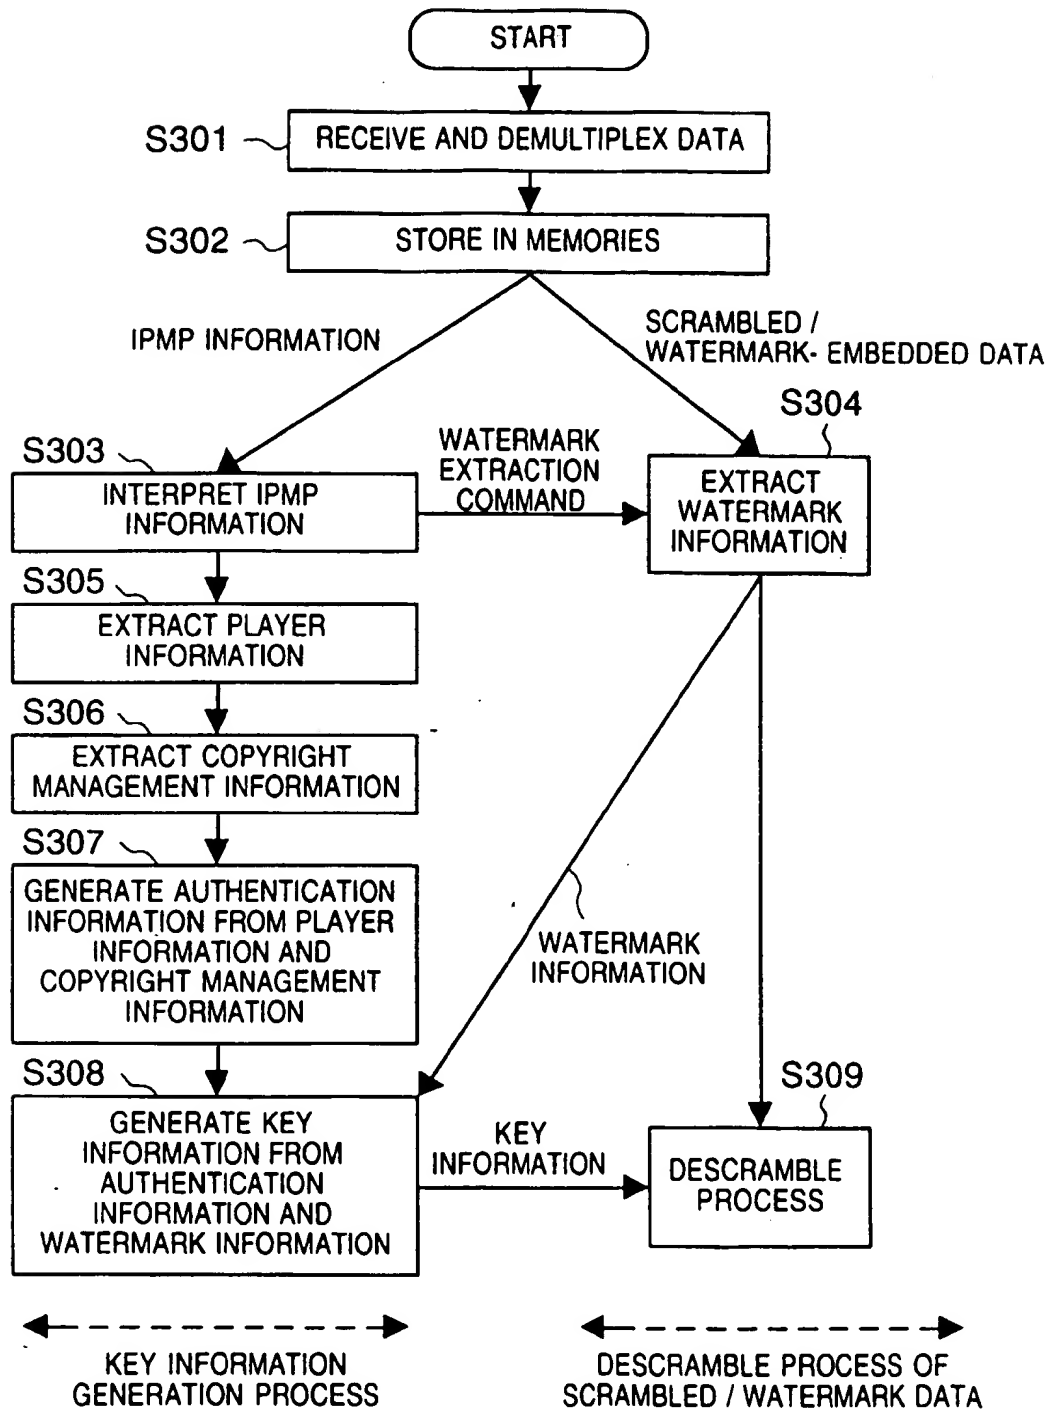 START
S301
RECEIVE AND DEMULTIPLEX DATA
S302
STORE IN MEMORIES
IPMP INFORMATION
SCRAMBLED /
WATERMARK- EMBEDDED DATA
S303
INTERPRET IPMP
INFORMATION
WATERMARK
EXTRACTION
COMMAND
S304
EXTRACT
WATERMARK
INFORMATION
S305
EXTRACT PLAYER
INFORMATION
S306
EXTRACT COPYRIGHT
MANAGEMENT INFORMATION
S307
GENERATE AUTHENTICATION
INFORMATION FROM PLAYER
INFORMATION AND
COPYRIGHT MANAGEMENT
INFORMATION
WATERMARK
INFORMATION
S308
GENERATE KEY
INFORMATION FROM
AUTHENTICATION
INFORMATION AND
WATERMARK INFORMATION
KEY
INFORMATION
S309
DESCRAMBLE
PROCESS
KEY INFORMATION
GENERATION PROCESS
DESCRAMBLE PROCESS OF
SCRAMBLED / WATERMARK DATA